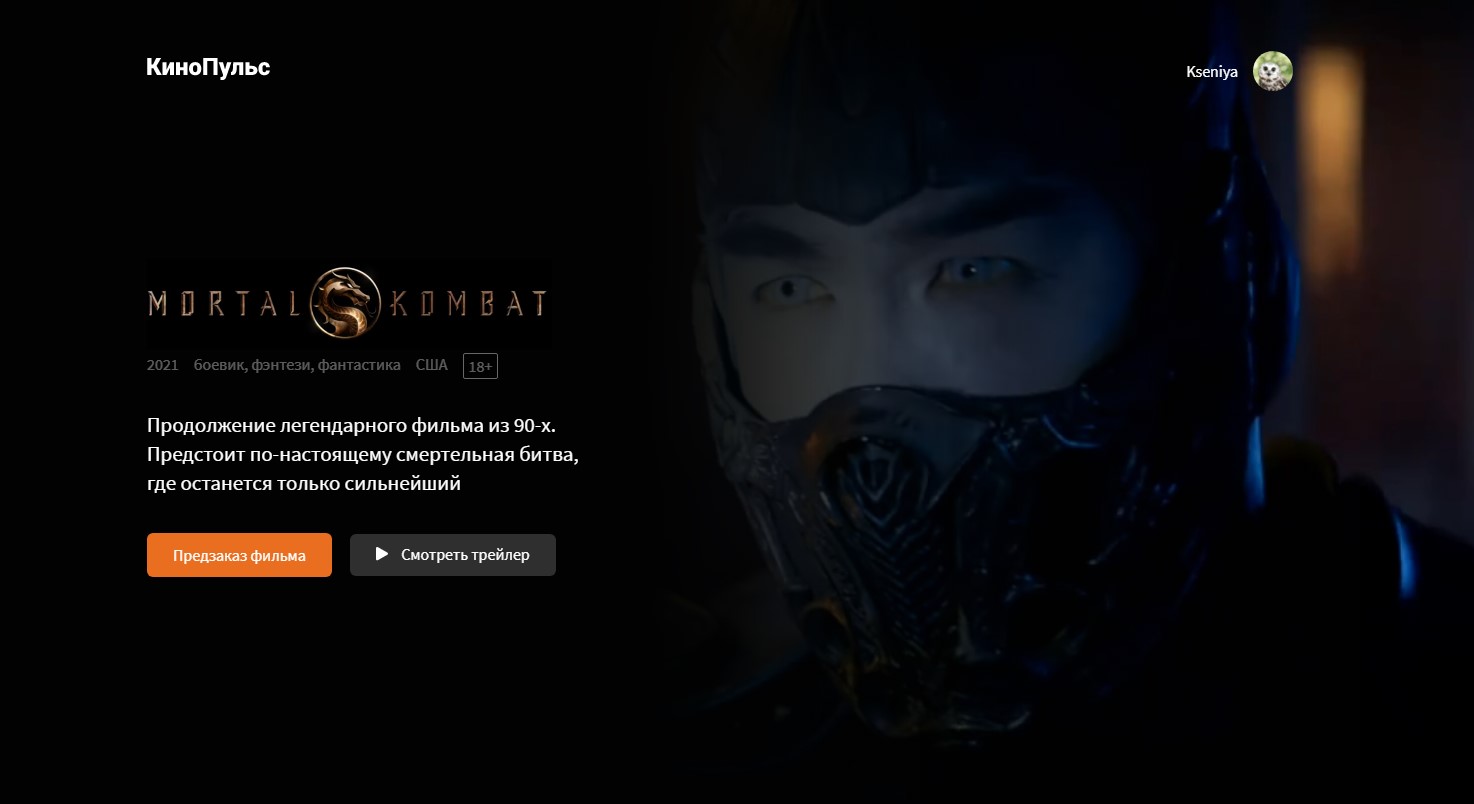 КиноПульс
Kseniya
MORTAL KOMBAT
2021 боевик, фэнтези, фантастика США 18+
Продолжение легендарного фильма из 90-х.
Предстоит по-настоящему смертельная битва,
где останется только сильнейший
Предзаказ фильма
Смотреть трейлер